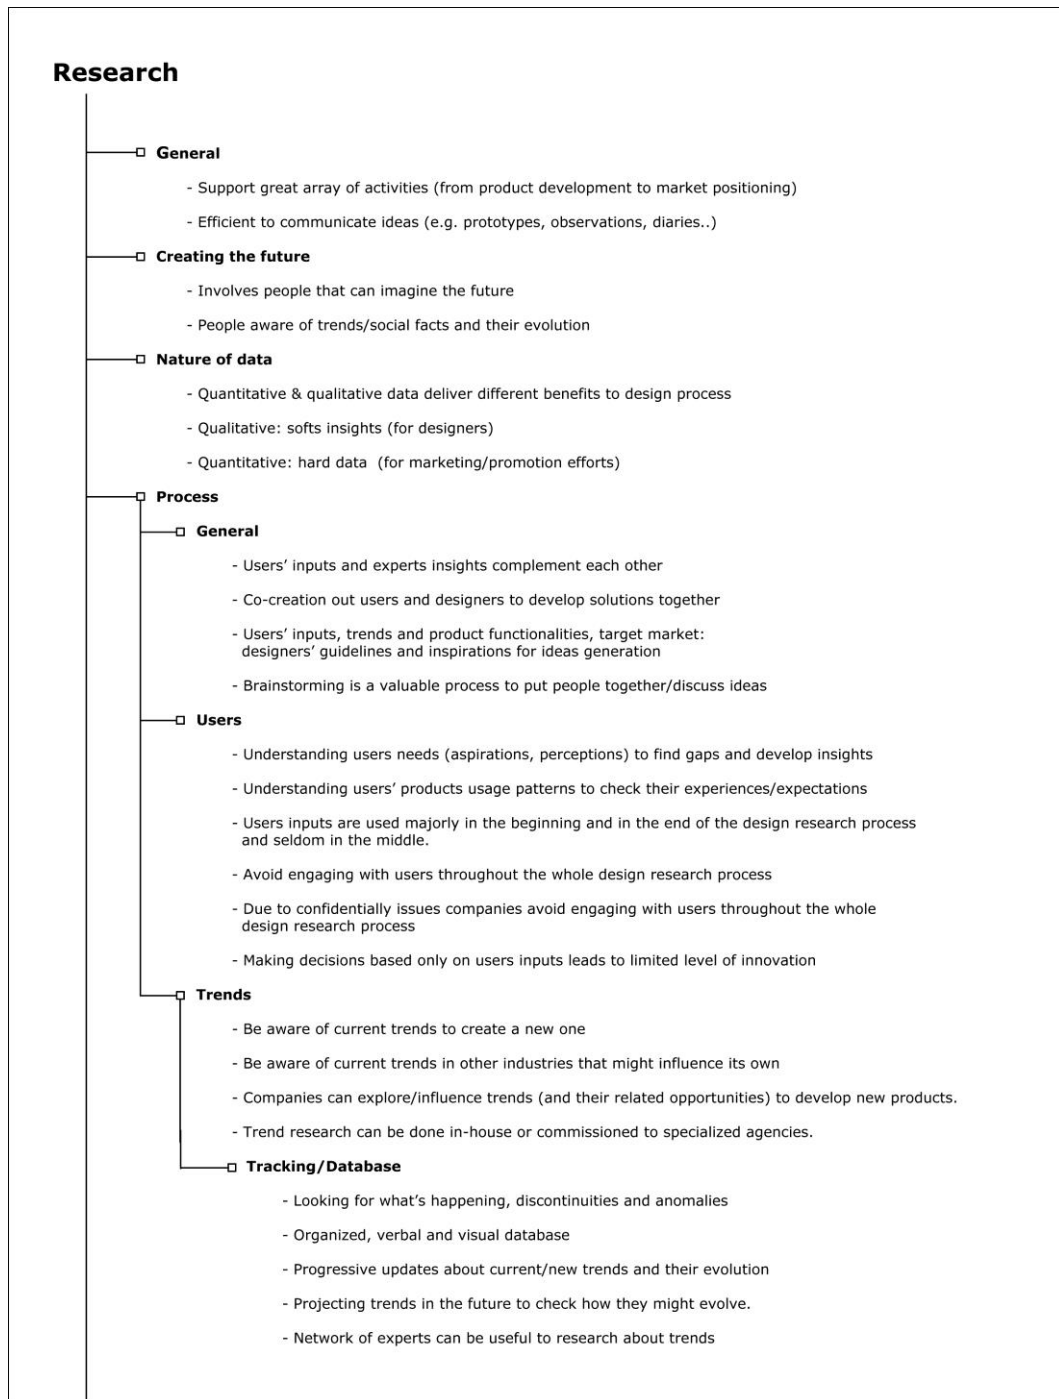 Research
General
- Support great array of activities (from product development to market positioning)
- Efficient to communicate ideas (e.g. prototypes, observations, diaries..)
Creating the future
- Involves people that can imagine the future
- People aware of trends/social facts and their evolution
Nature of data
- Quantitative & qualitative data deliver different benefits to design process
- Qualitative: softs insights (for designers)
- Quantitative: hard data  (for marketing/promotion efforts)
Process
General
- Users’ inputs and experts insights complement each other
- Co-creation out users and designers to develop solutions together
- Users’ inputs, trends and product functionalities, target market:
designers’ guidelines and inspirations for ideas generation
- Brainstorming is a valuable process to put people together/discuss ideas
Users
- Understanding users needs (aspirations, perceptions) to find gaps and develop insights
- Understanding users’ products usage patterns to check their experiences/expectations
- Users inputs are used majorly in the beginning and in the end of the design research process
and seldom in the middle.
- Avoid engaging with users throughout the whole design research process
- Due to confidentially issues companies avoid engaging with users throughout the whole
design research process
- Making decisions based only on users inputs leads to limited level of innovation
Trends
- Be aware of current trends to create a new one
- Be aware of current trends in other industries that might influence its own
- Companies can explore/influence trends (and their related opportunities) to develop new products.
- Trend research can be done in-house or commissioned to specialized agencies.
Tracking/Database
- Looking for what’s happening, discontinuities and anomalies
- Organized, verbal and visual database
- Progressive updates about current/new trends and their evolution
- Projecting trends in the future to check how they might evolve.
- Network of experts can be useful to research about trends